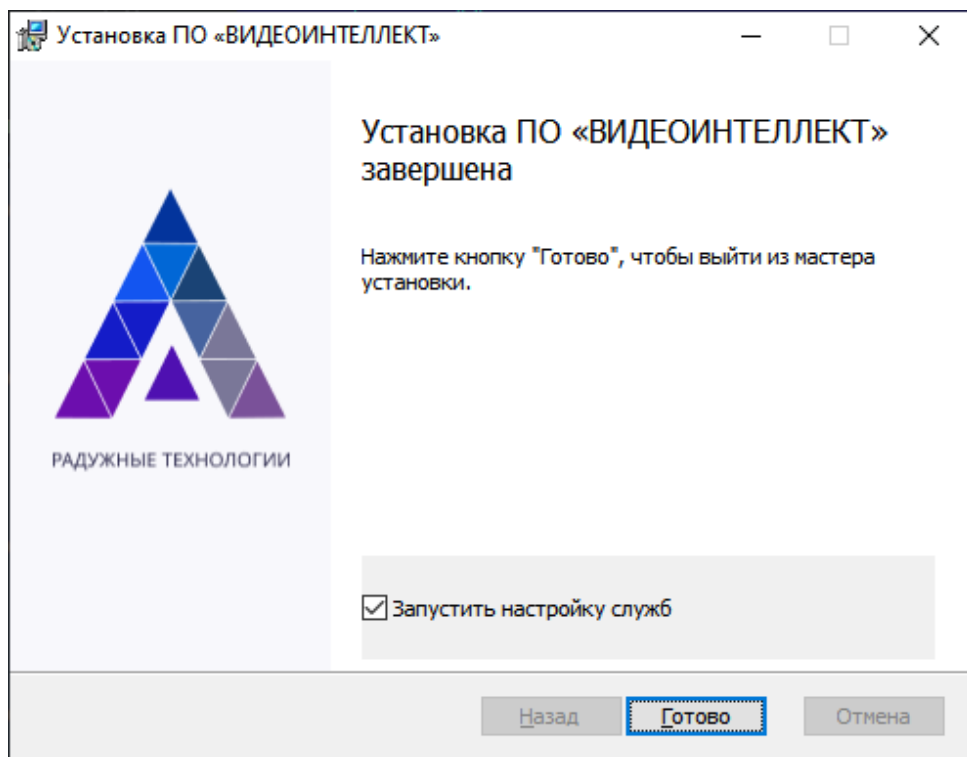 Установка ПО «ВИДЕОИНТЕЛЛЕКТ»
Установка ПО «ВИДЕОИНТЕЛЛЕКТ»
завершена
Нажмите кнопку "Готово", чтобы выйти из мастера
установки.
РАДУЖНЫЕ ТЕХНОЛОГИИ
Запустить настройку служб
Назад Готово Отмена